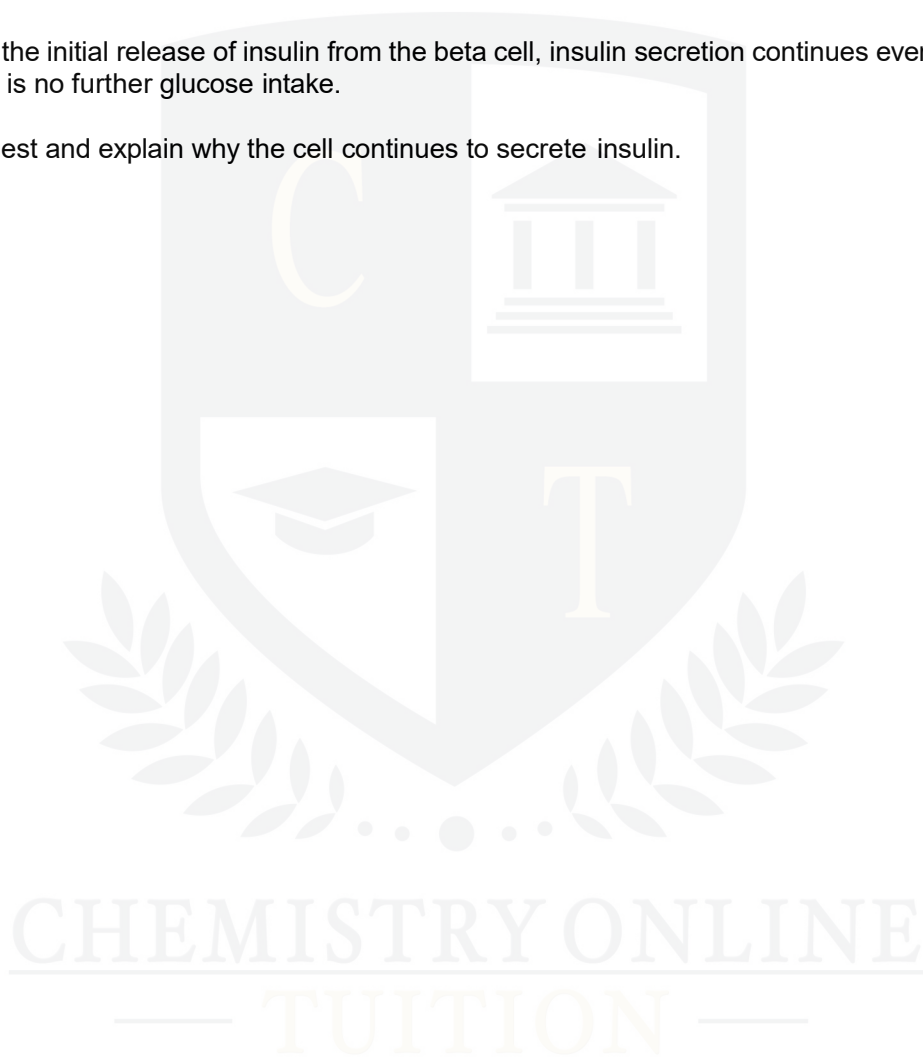 the initial release of insulin from the beta cell, insulin secretion continues ever
is no further glucose intake.
est and explain why the cell continues to secrete insulin.
C
T
CHEMISTRY ONLINE
TUITION